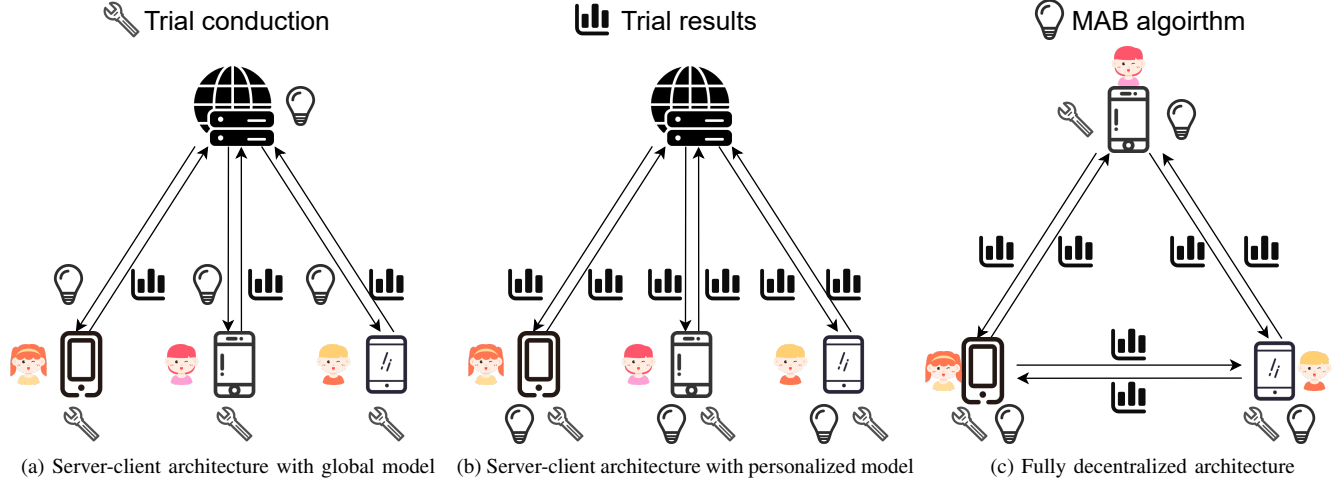 Trial conduction
Trial results
MAB algoirthm
(a) Server-client architecture with global model
(b) Server-client architecture with personalized model
(c) Fully decentralized architecture